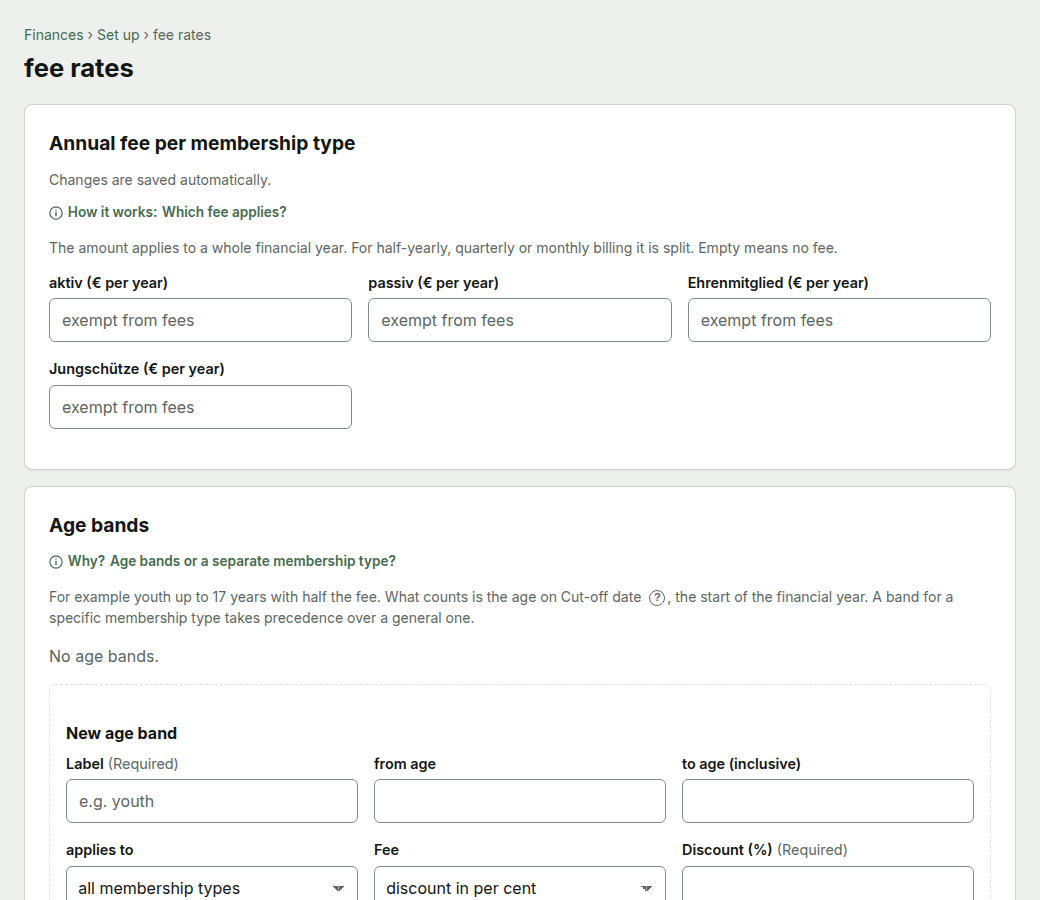 Finances › Set up › fee rates
fee rates
Annual fee per membership type
Changes are saved automatically.
How it works: Which fee applies?
The amount applies to a whole financial year. For half-yearly, quarterly or monthly billing it is split. Empty means no fee.
aktiv (€ per year) passiv (€ per year) Ehrenmitglied (€ per year)
exempt from fees exempt from fees exempt from fees
Jungschütze (€ per year)
exempt from fees
Age bands
Why? Age bands or a separate membership type?
For example youth up to 17 years with half the fee. What counts is the age on Cut-off date ?, the start of the financial year. A band for a
specific membership type takes precedence over a general one.
No age bands.
New age band
Label (Required) from age to age (inclusive)
e.g. youth
applies to Fee Discount (%) (Required)
all membership types discount in per cent